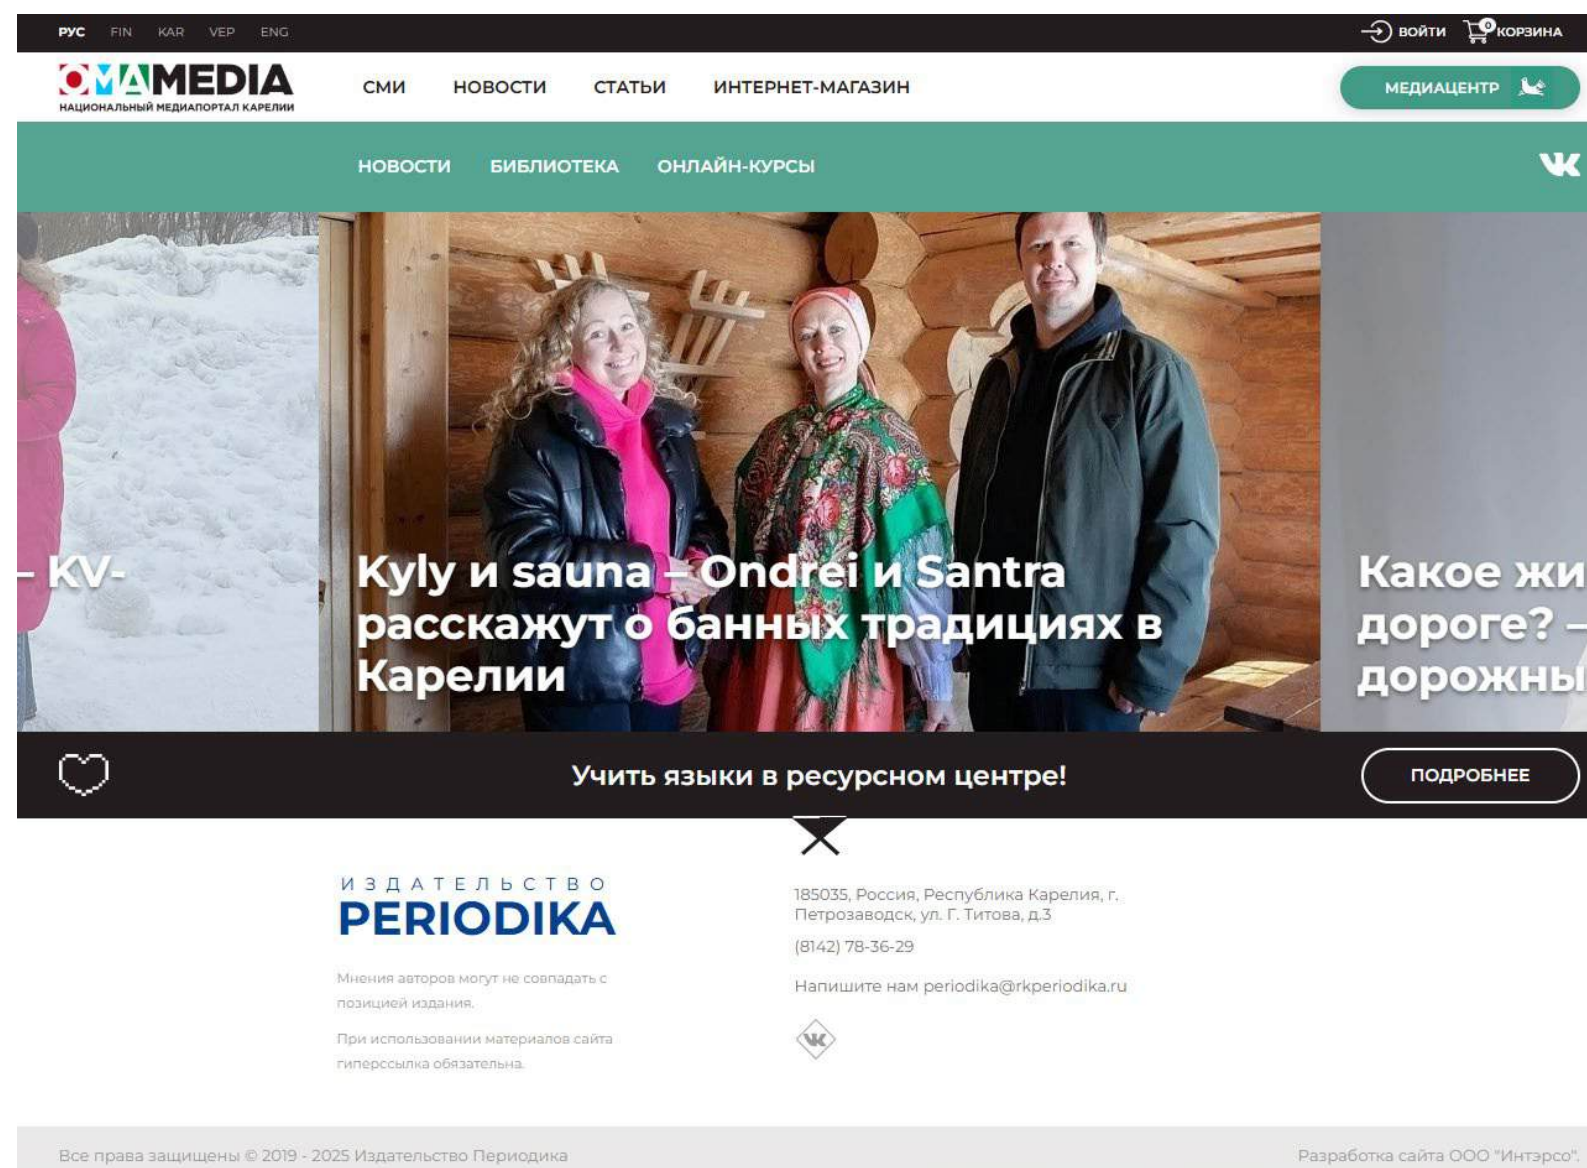 РУС FIN KAR VEP ENG
ВОЙТИ 0 КОРЗИНА
OMAMEDIA
НАЦИОНАЛЬНЫЙ МЕДИАПОРТАЛ КАРЕЛИИ
СМИ НОВОСТИ СТАТЬИ ИНТЕРНЕТ-МАГАЗИН
МЕДИАЦЕНТР
НОВОСТИ БИБЛИОТЕКА ОНЛАЙН-КУРСЫ
– KV-
Kyly и sauna – Ondrei и Santra
расскажут о банных традициях в
Карелии
Какое жи
дороге? –
дорожны
Учить языки в ресурсном центре!
ПОДРОБНЕЕ
ИЗДАТЕЛЬСТВО
PERIODIKA
Мнения авторов могут не совпадать с
позицией издания.
При использовании материалов сайта
гиперссылка обязательна.
185035, Россия, Республика Карелия, г.
Петрозаводск, ул. Г. Титова, д.3
(8142) 78-36-29
Напишите нам periodika@rkperiodika.ru
Все права защищены © 2019 - 2025 Издательство Периодика
Разработка сайта ООО "Интэрсо".